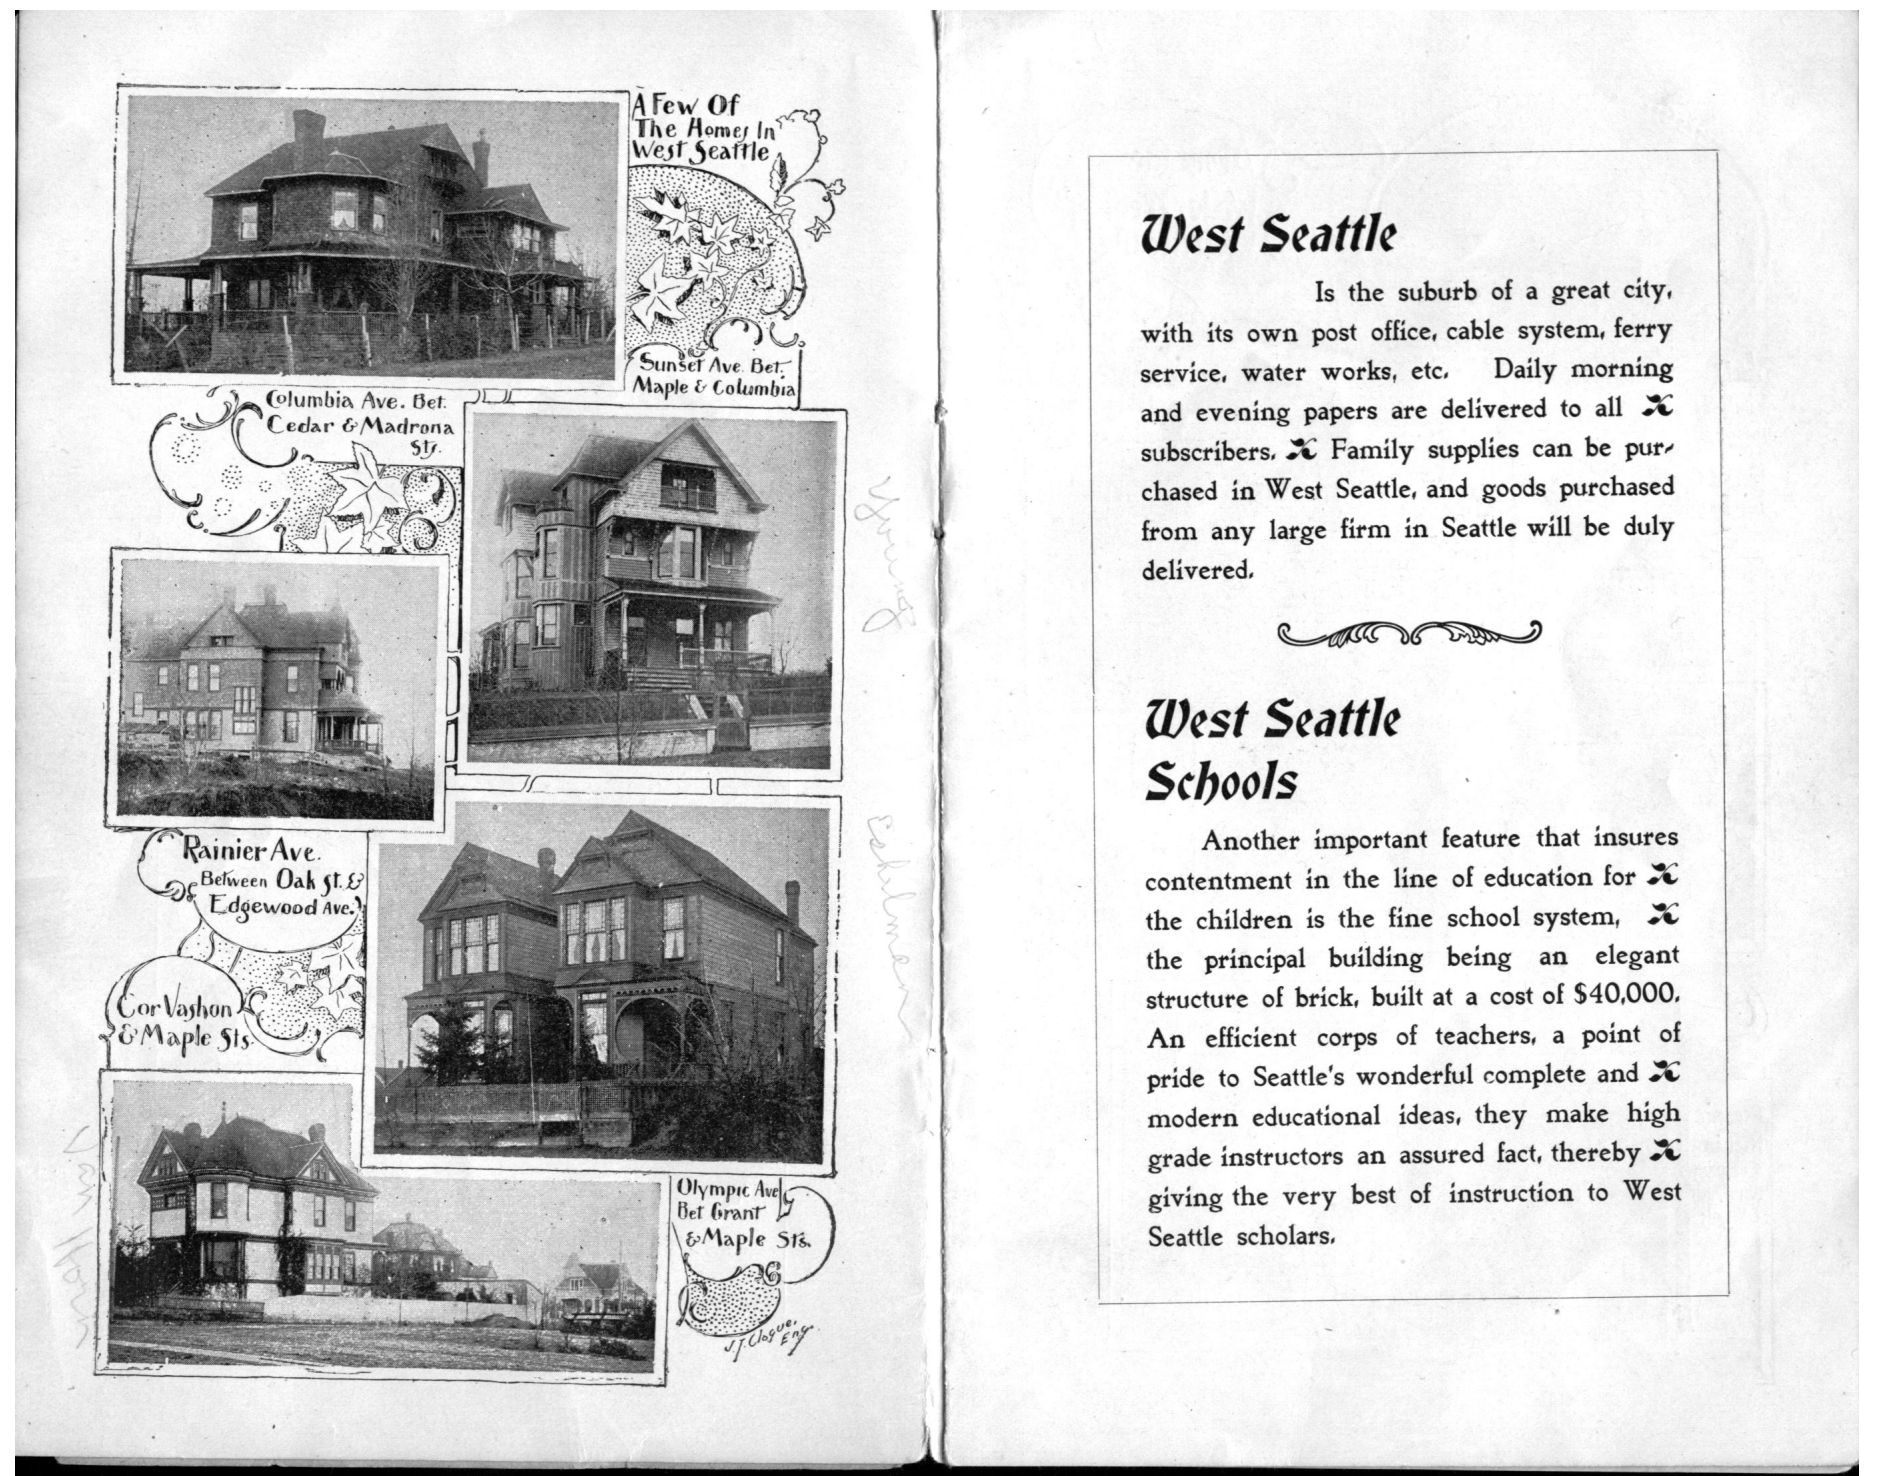 A Few Of
The Homes In
West Seattle
Sunset Ave. Bet.
Maple & Columbia
Columbia Ave. Bet.
Cedar & Madrona
Sts.
Rainier Ave.
Between Oak St. &
Edgewood Ave.
Cor Vashon
& Maple Sts.
Olympic Ave
Bet Grant
& Maple Sts.
J.T. Clogue,
Eng.
Young
Eshelman
Van Horn
West Seattle
Is the suburb of a great city,
with its own post office, cable system, ferry
service, water works, etc. Daily morning
and evening papers are delivered to all
subscribers. Family supplies can be pur-
chased in West Seattle, and goods purchased
from any large firm in Seattle will be duly
delivered.
West Seattle
Schools
Another important feature that insures
contentment in the line of education for
the children is the fine school system,
the principal building being an elegant
structure of brick, built at a cost of $40,000.
An efficient corps of teachers, a point of
pride to Seattle's wonderful complete and
modern educational ideas, they make high
grade instructors an assured fact, thereby
giving the very best of instruction to West
Seattle scholars.